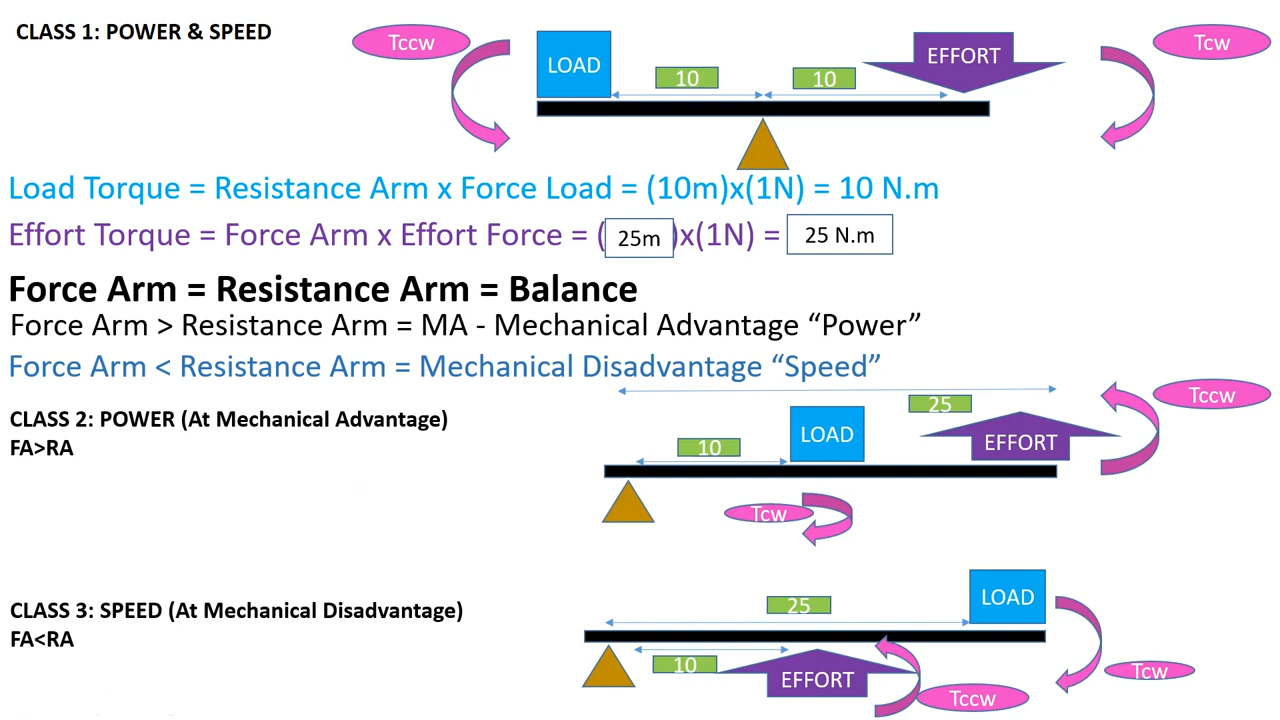 CLASS 1: POWER & SPEED
Tccw
LOAD
10
10
EFFORT
Tcw
Load Torque = Resistance Arm x Force Load = (10m)x(1N) = 10 N.m
Effort Torque = Force Arm x Effort Force = (25m)x(1N) = 25 N.m
Force Arm = Resistance Arm = Balance
Force Arm > Resistance Arm = MA - Mechanical Advantage “Power”
Force Arm < Resistance Arm = Mechanical Disadvantage “Speed”
CLASS 2: POWER (At Mechanical Advantage)
FA>RA
10
LOAD
25
EFFORT
Tccw
Tcw
CLASS 3: SPEED (At Mechanical Disadvantage)
FA<RA
25
LOAD
10
EFFORT
Tccw
Tcw